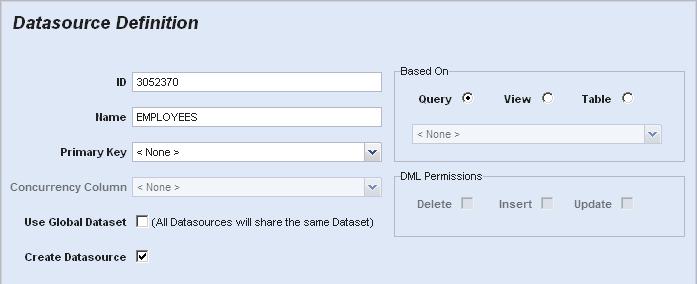 Datasource Definition
ID 3052370
Name EMPLOYEES
Primary Key < None >
Concurrency Column < None >
Use Global Dataset (All Datasources will share the same Dataset)
Create Datasource
Based On
Query View Table
< None >
DML Permissions
Delete Insert Update